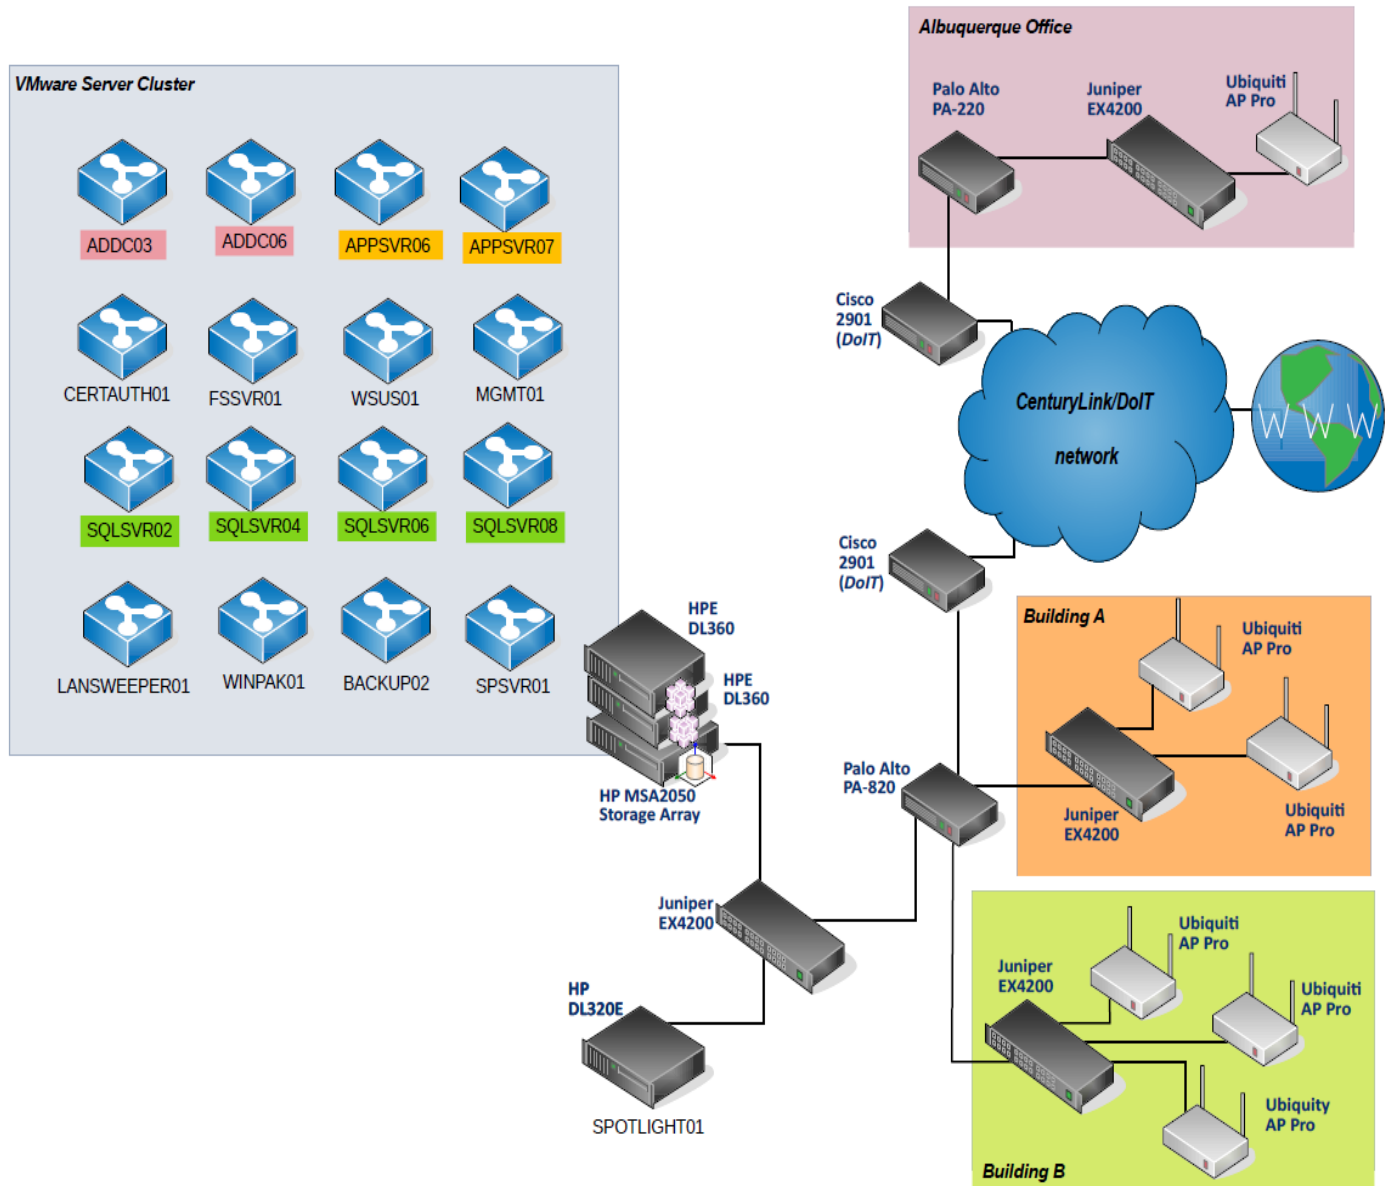 Albuquerque Office
Palo Alto
PA-220
Juniper
EX4200
Ubiquiti
AP Pro
VMware Server Cluster
ADDC03
ADDC06
APPSVR06
APPSVR07
CERTAUTH01
FSSVR01
WSUS01
MGMT01
SQLSVR02
SQLSVR04
SQLSVR06
SQLSVR08
LANSWEEPER01
WINPAK01
BACKUP02
SPSVR01
Cisco
2901
(DoIT)
CenturyLink/DoIT
network
W W W
Cisco
2901
(DoIT)
HPE
DL360
HPE
DL360
HP MSA2050
Storage Array
Building A
Ubiquiti
AP Pro
Palo Alto
PA-820
Juniper
EX4200
Ubiquiti
AP Pro
Juniper
EX4200
HP
DL320E
SPOTLIGHT01
Ubiquiti
AP Pro
Juniper
EX4200
Ubiquiti
AP Pro
Ubiquity
AP Pro
Building B